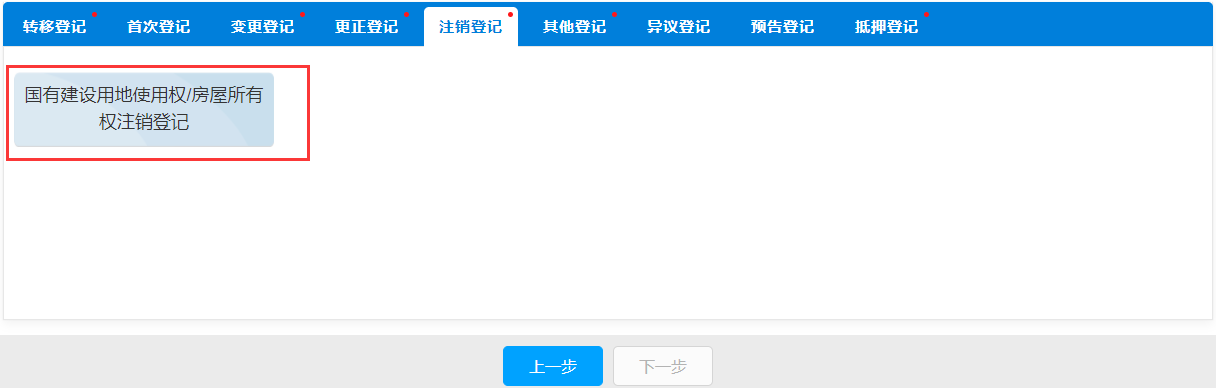 转移登记 首次登记 变更登记 更正登记 注销登记 其他登记 异议登记 预告登记 抵押登记
国有建设用地使用权/房屋所有
权注销登记
上一步 下一步